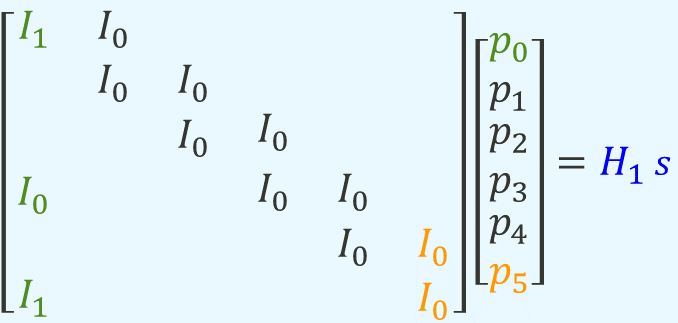 I₁ I₀ p₀
I₀ I₀ p₁
I₀ I₀ p₂
I₀ I₀ I₀ p₃ = H₁ s
I₀ I₀ p₄
I₁ I₀ p₅